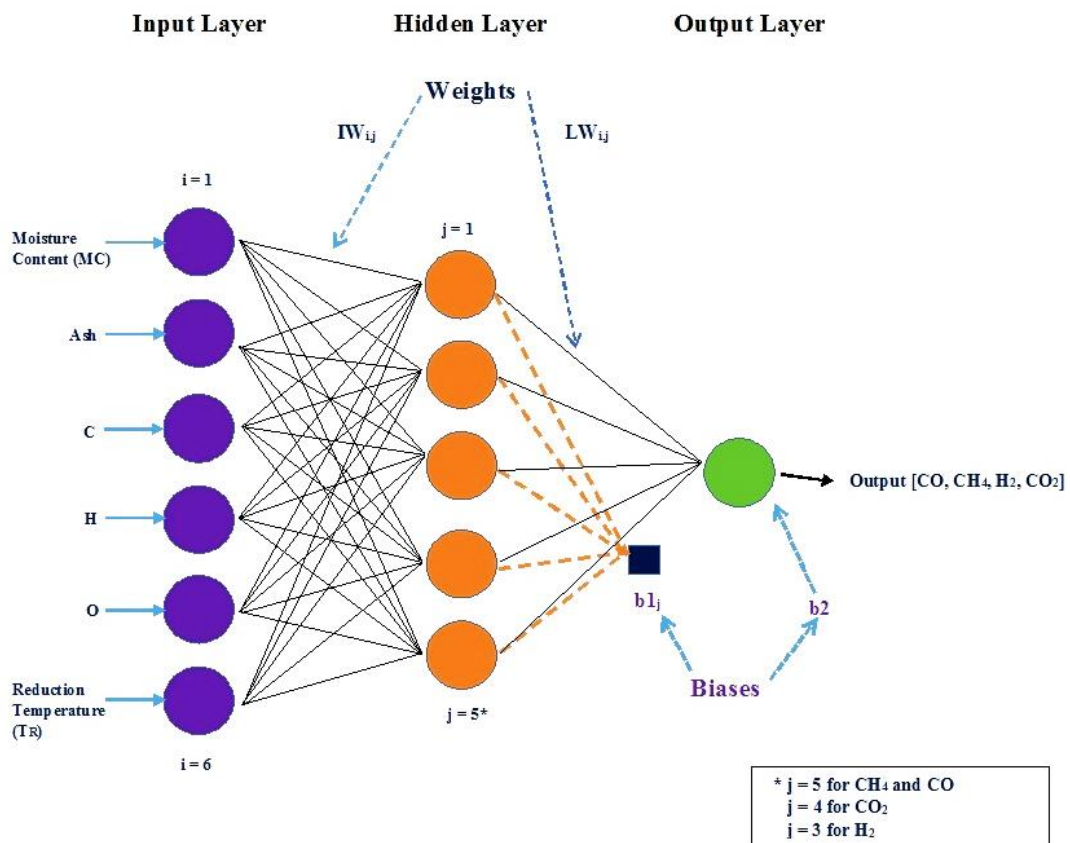 Input Layer
Hidden Layer
Output Layer
Weights
IWi,j
LWi,j
i = 1
j = 1
Moisture
Content (MC)
Ash
C
H
O
Reduction
Temperature
(TR)
i = 6
j = 5*
Output [CO, CH4, H2, CO2]
b1j
b2
Biases
* j = 5 for CH4 and CO
j = 4 for CO2
j = 3 for H2